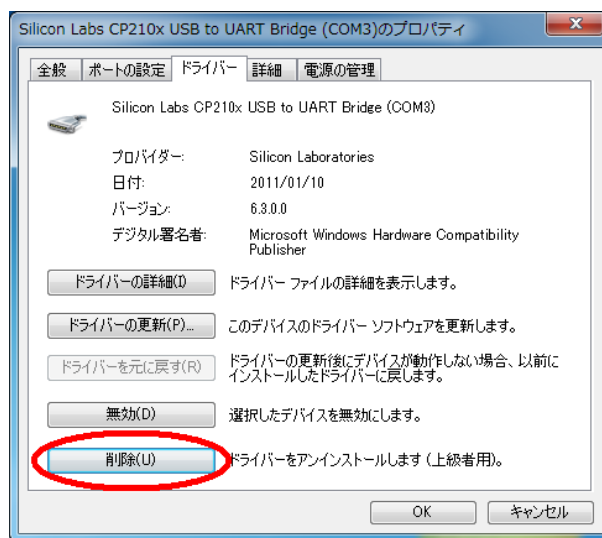 Silicon Labs CP210x USB to UART Bridge (COM3)のプロパティ
全般 ポートの設定 ドライバー 詳細 電源の管理
Silicon Labs CP210x USB to UART Bridge (COM3)
プロバイダー: Silicon Laboratories
日付: 2011/01/10
バージョン: 6.3.0.0
デジタル署名者: Microsoft Windows Hardware Compatibility
Publisher
ドライバーの詳細(I) ドライバー ファイルの詳細を表示します。
ドライバーの更新(P)... このデバイスのドライバー ソフトウェアを更新します。
ドライバーを元に戻す(R) ドライバーの更新後にデバイスが動作しない場合、以前に
インストールしたドライバーに戻します。
無効(D) 選択したデバイスを無効にします。
削除(U) ドライバーをアンインストールします (上級者用)。
OK キャンセル